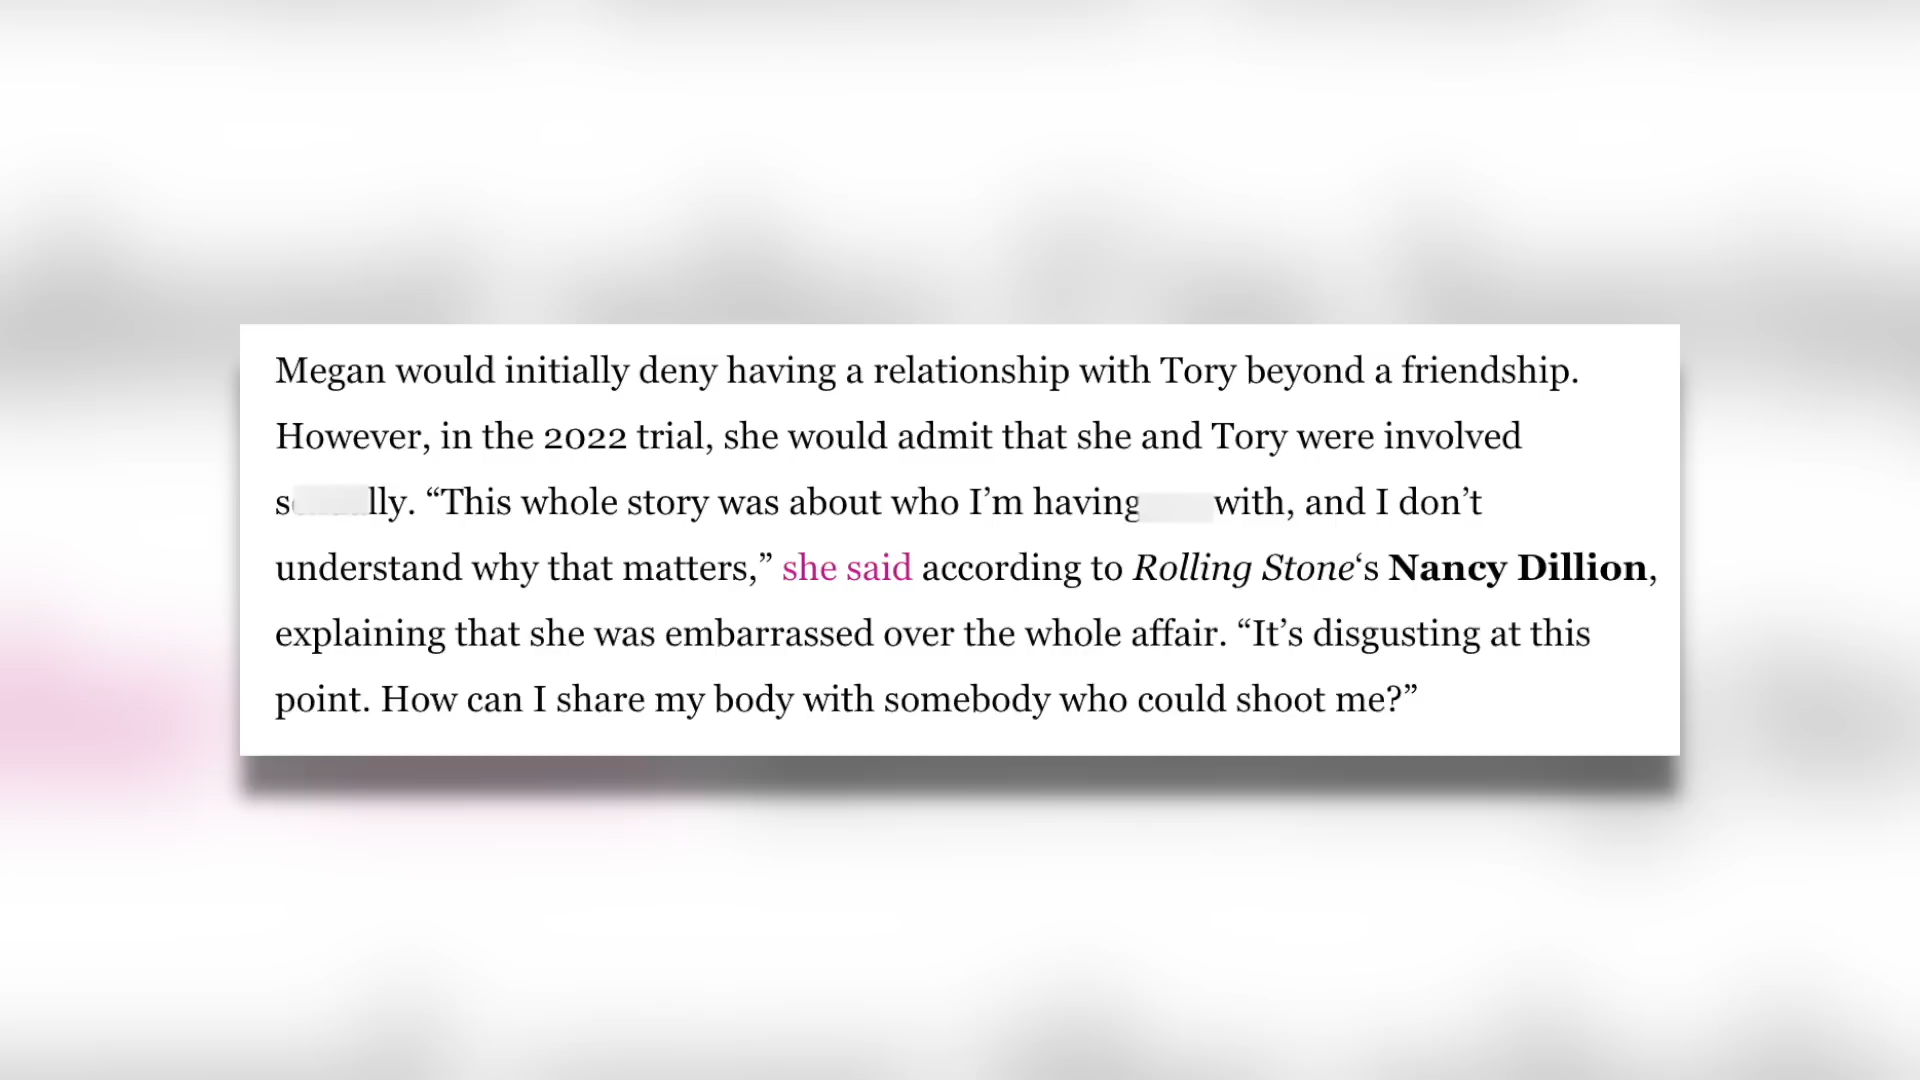 Megan would initially deny having a relationship with Tory beyond a friendship.
However, in the 2022 trial, she would admit that she and Tory were involved
s lly. “This whole story was about who I’m having with, and I don’t
understand why that matters,” she said according to Rolling Stone‘s Nancy Dillion,
explaining that she was embarrassed over the whole affair. “It’s disgusting at this
point. How can I share my body with somebody who could shoot me?”